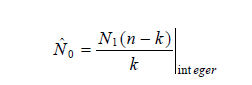 N̂₀ = N₁(n − k) / k |integer